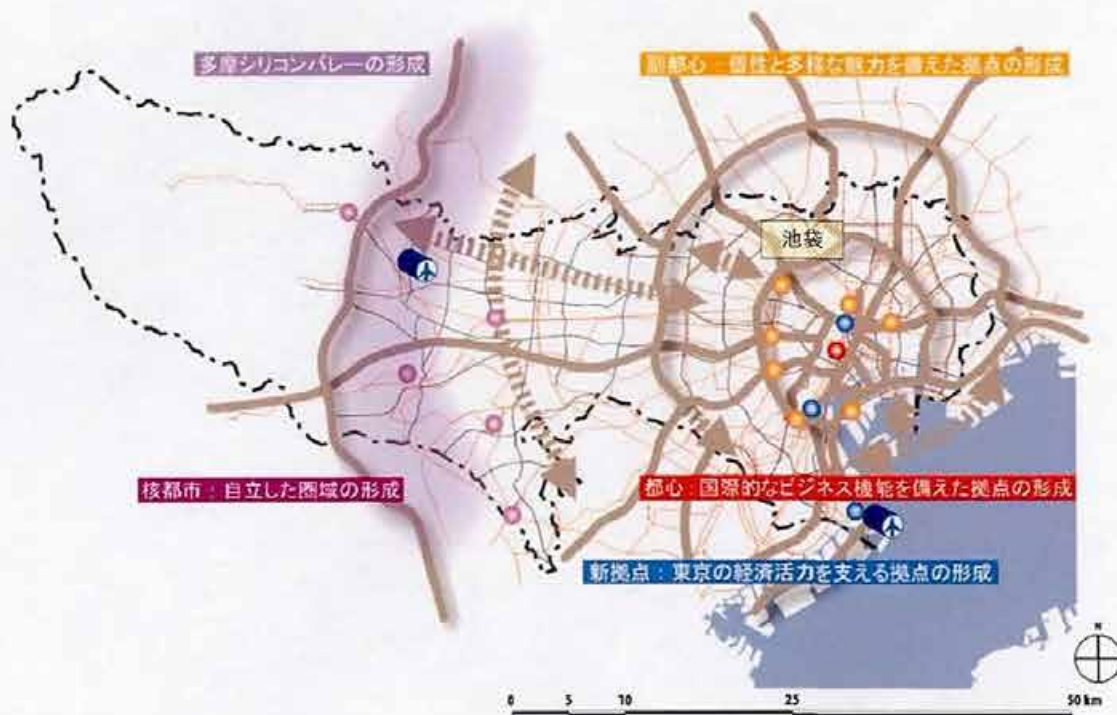 多摩シリコンバレーの形成
副都心：個性と多様な魅力を備えた拠点の形成
池袋
核都市：自立した圏域の形成
都心：国際的なビジネス機能を備えた拠点の形成
新拠点：東京の経済活力を支える拠点の形成
N
0 5 10 25 50 km